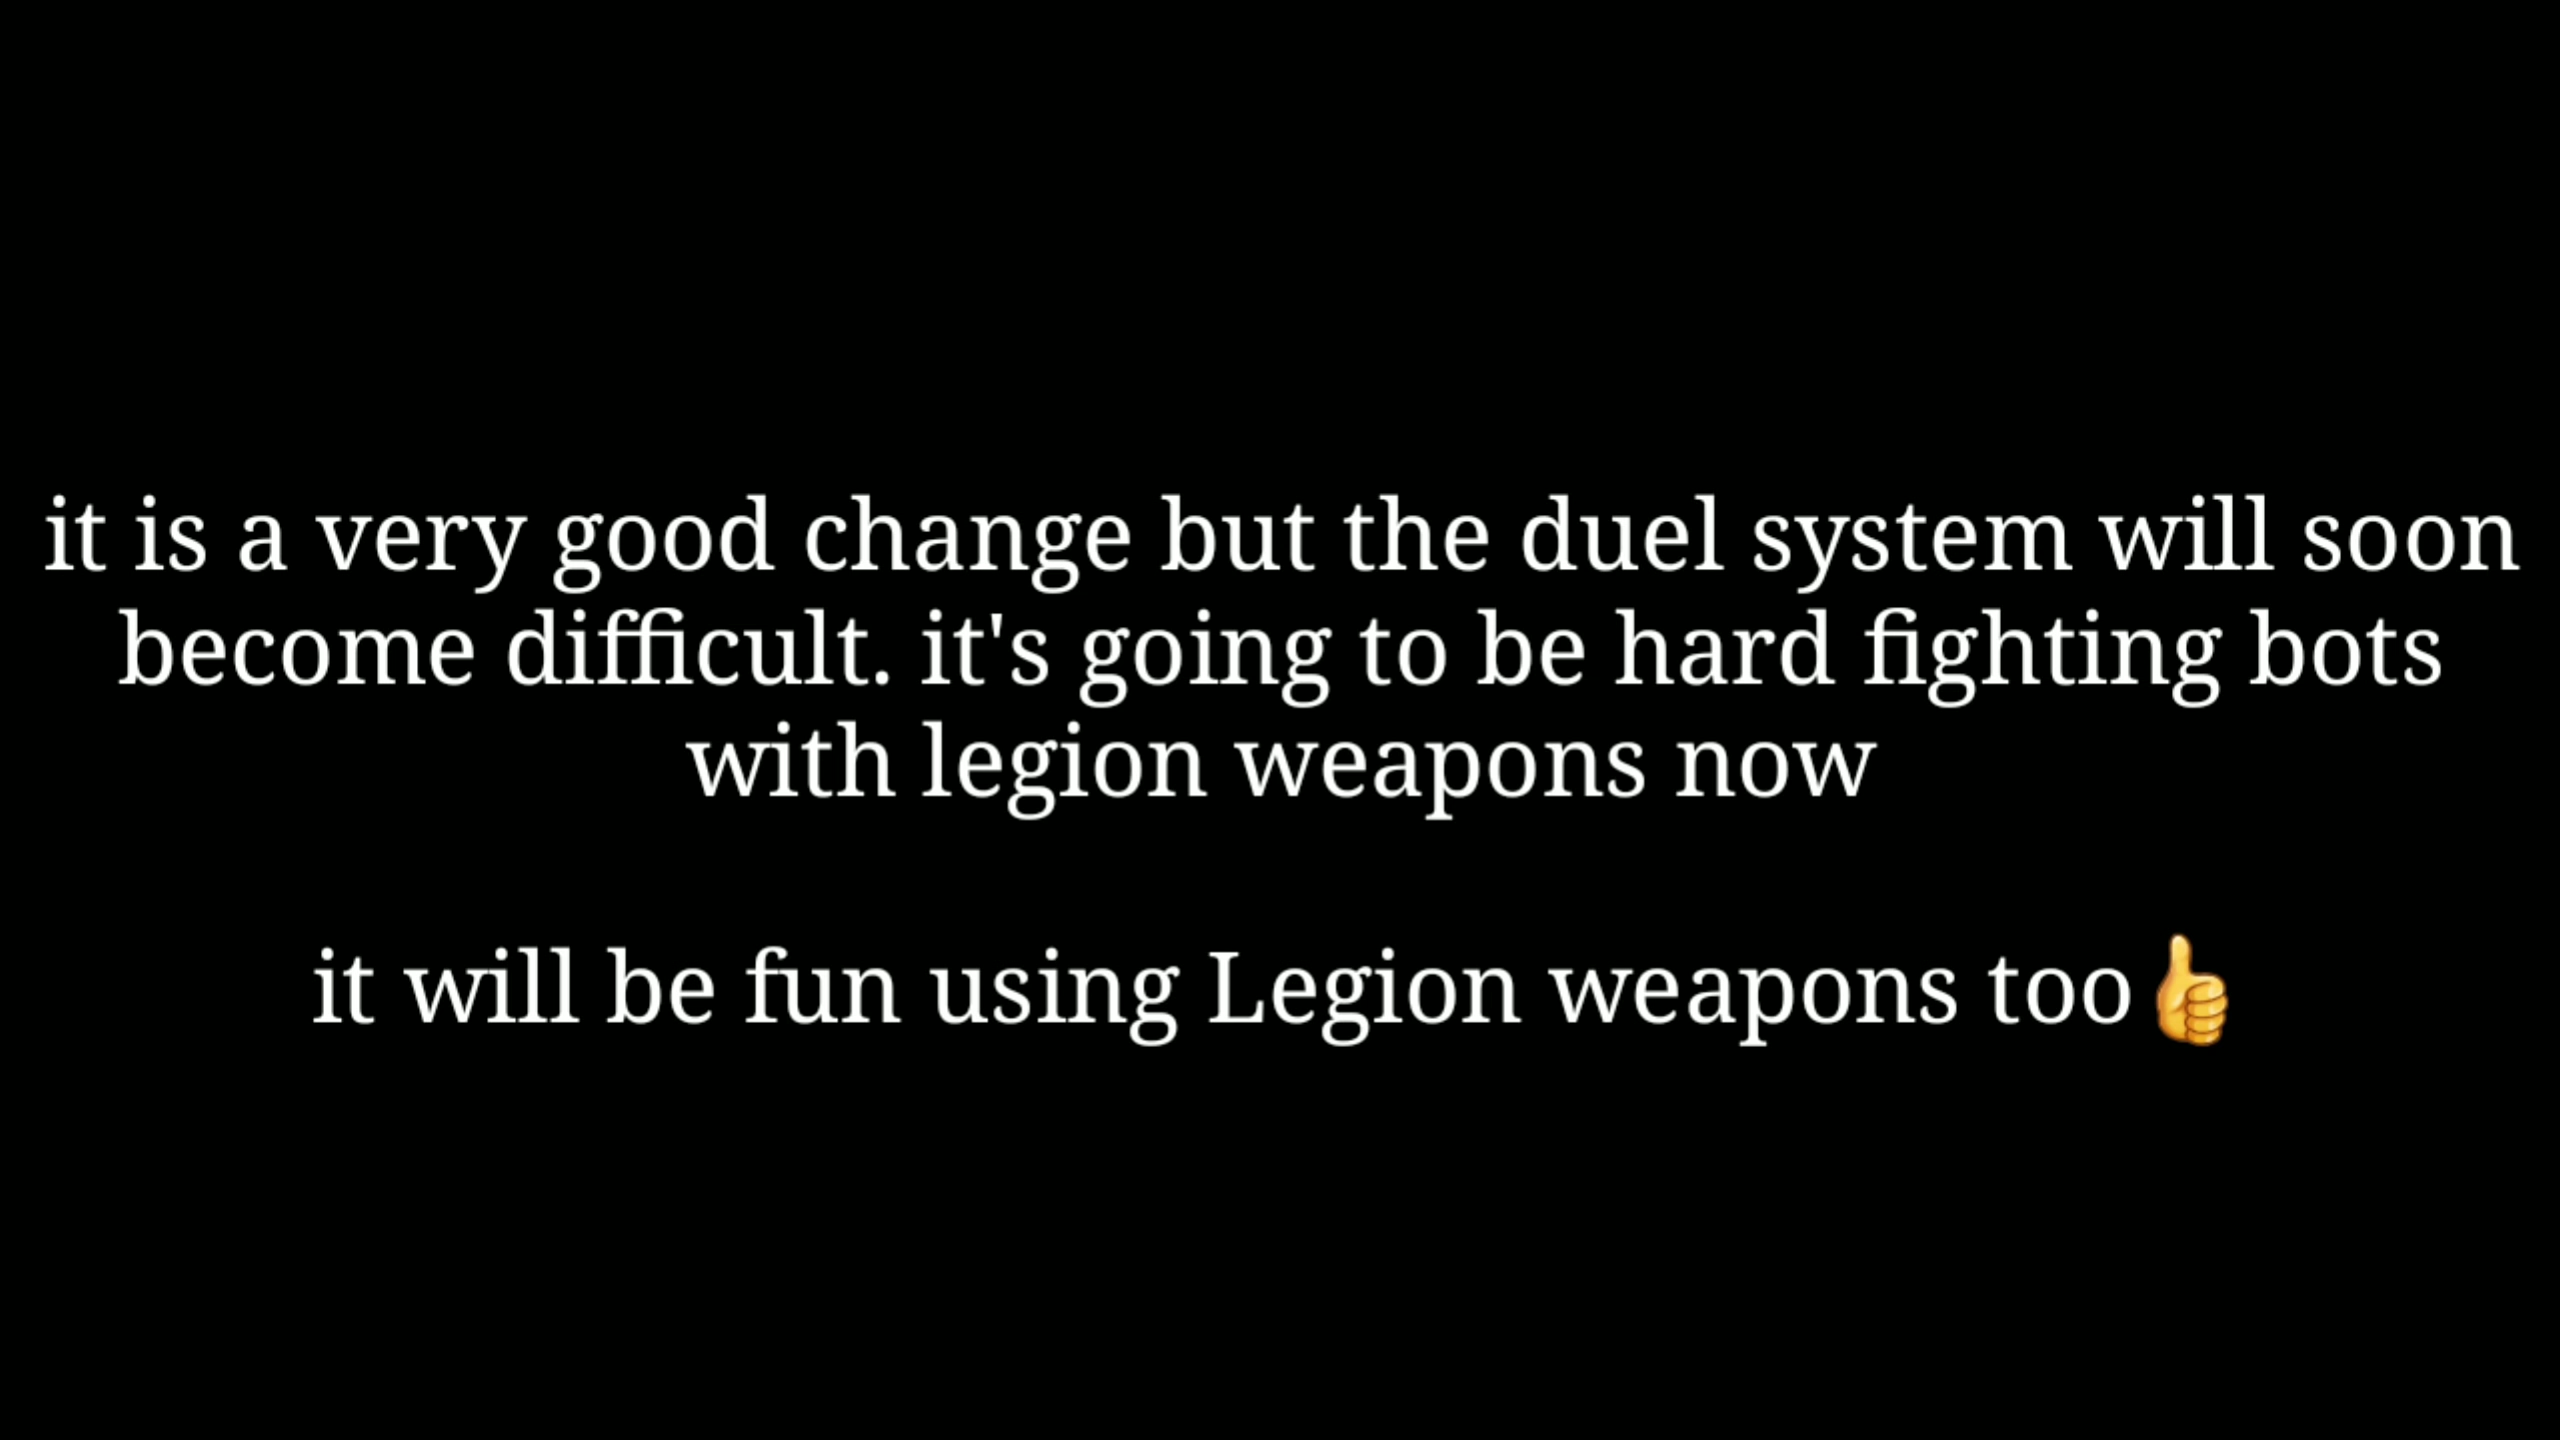 it is a very good change but the duel system will soon
become difficult. it's going to be hard fighting bots
with legion weapons now
it will be fun using Legion weapons too👍